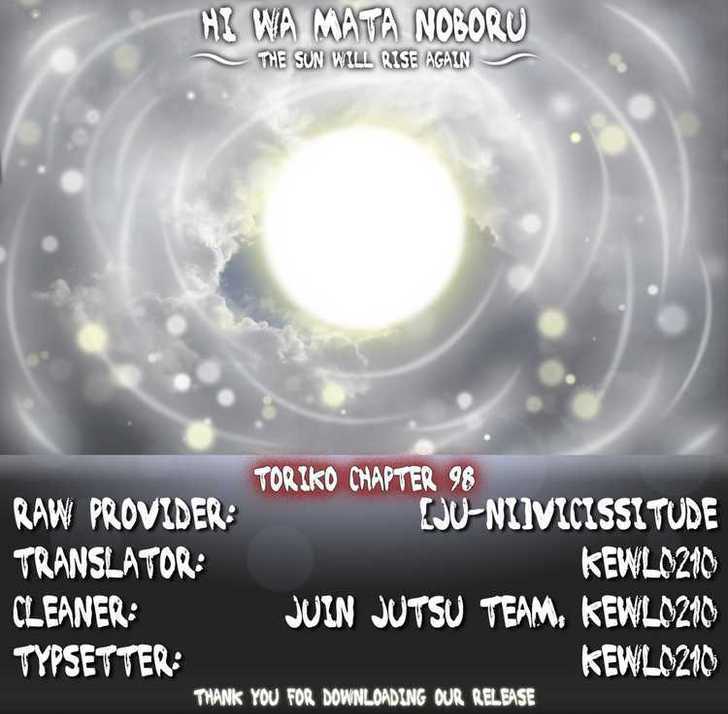 HI WA MATA NOBORU
THE SUN WILL RISE AGAIN
TORIKO CHAPTER 98
RAW PROVIDER: [JU-NI]VICISSITUDE
TRANSLATOR: KEWL0210
CLEANER: JUIN JUTSU TEAM, KEWL0210
TYPSETTER: KEWL0210
THANK YOU FOR DOWNLOADING OUR RELEASE